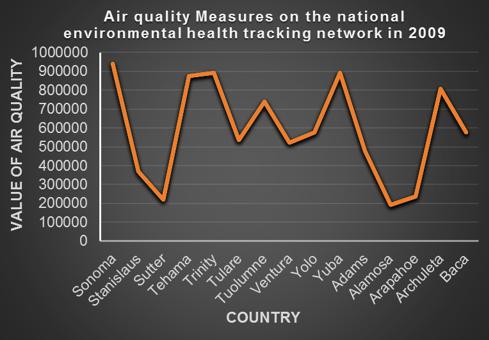 Air quality Measures on the national
environmental health tracking network in 2009
VALUE OF AIR QUALITY
1000000
900000
800000
700000
600000
500000
400000
300000
200000
100000
0
Sonoma
Stanislaus
Sutter
Tehama
Trinity
Tulare
Tuolumne
Ventura
Yolo
Yuba
Adams
Alamosa
Arapahoe
Archuleta
Baca
COUNTRY